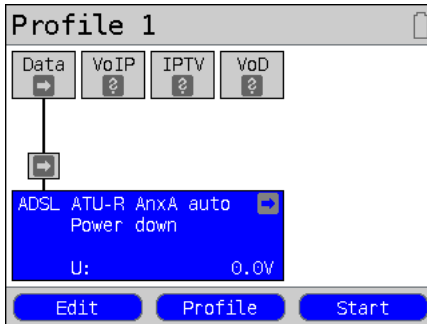 Profile 1
Data VoIP IPTV VoD
ADSL ATU-R AnxA auto
Power down
U: 0.0V
Edit Profile Start